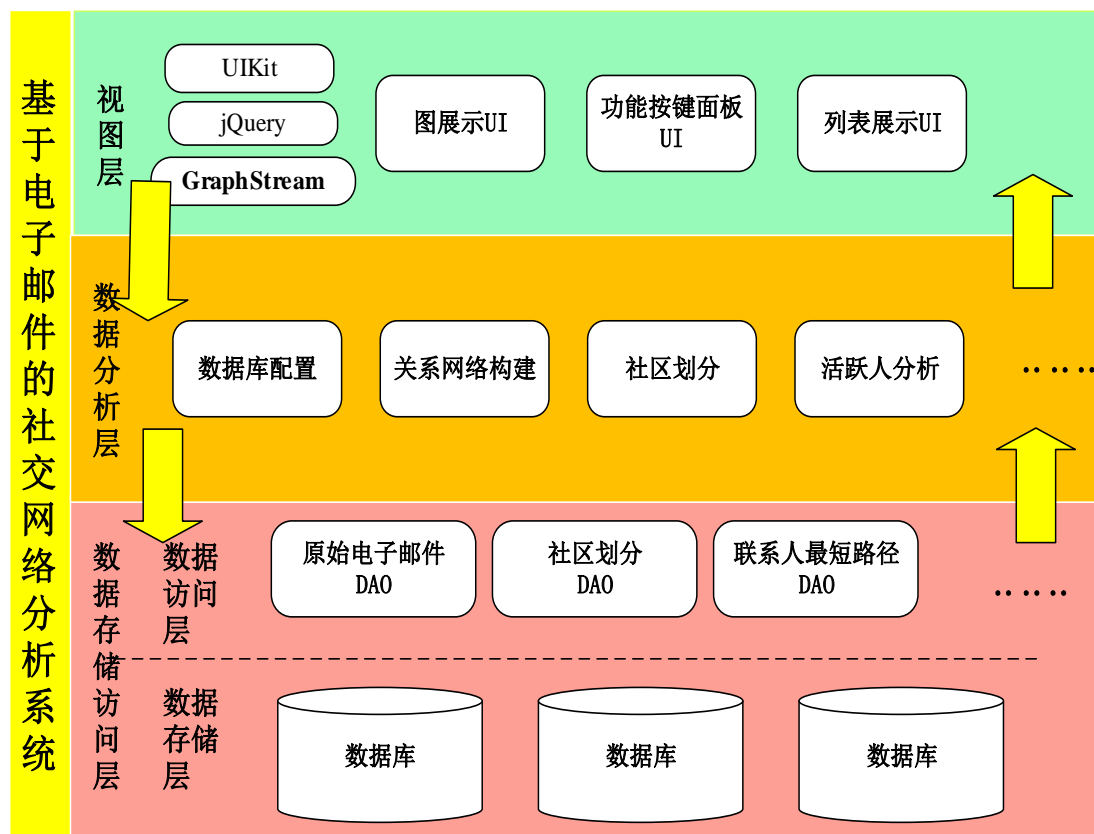 基于电子邮件的社交网络分析系统
视图层
UIKit
jQuery
GraphStream
图展示UI
功能按键面板
UI
列表展示UI
数据分析层
数据库配置
关系网络构建
社区划分
活跃人分析
……
数据存储访问层
数据
访问
层
原始电子邮件
DAO
社区划分
DAO
联系人最短路径
DAO
……
数据
存储
层
数据库
数据库
数据库